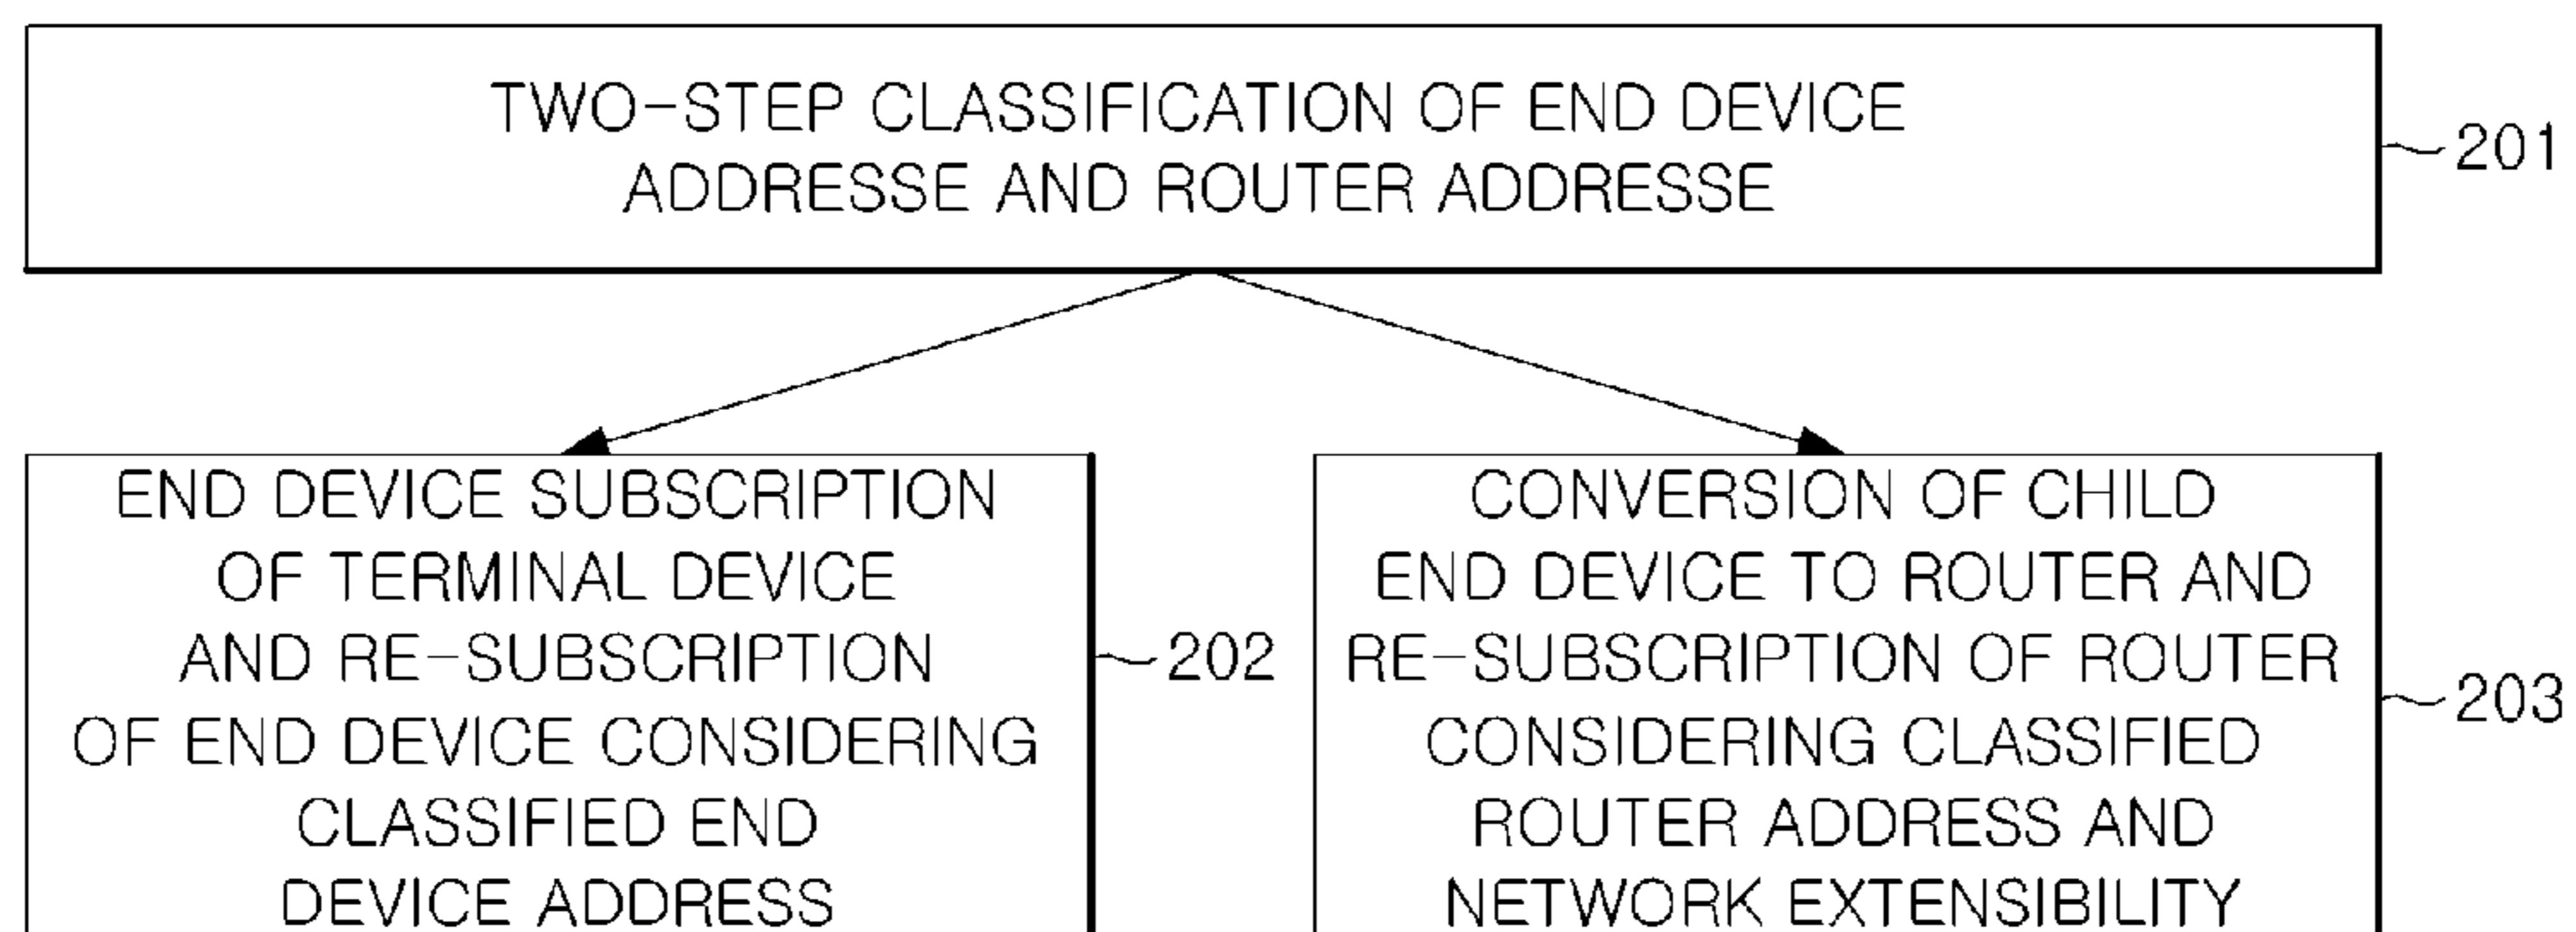 TWO-STEP CLASSIFICATION OF END DEVICE
ADDRESSE AND ROUTER ADDRESSE
201
END DEVICE SUBSCRIPTION
OF TERMINAL DEVICE
AND RE-SUBSCRIPTION
OF END DEVICE CONSIDERING
CLASSIFIED END
DEVICE ADDRESS
202
CONVERSION OF CHILD
END DEVICE TO ROUTER AND
RE-SUBSCRIPTION OF ROUTER
CONSIDERING CLASSIFIED
ROUTER ADDRESS AND
NETWORK EXTENSIBILITY
203